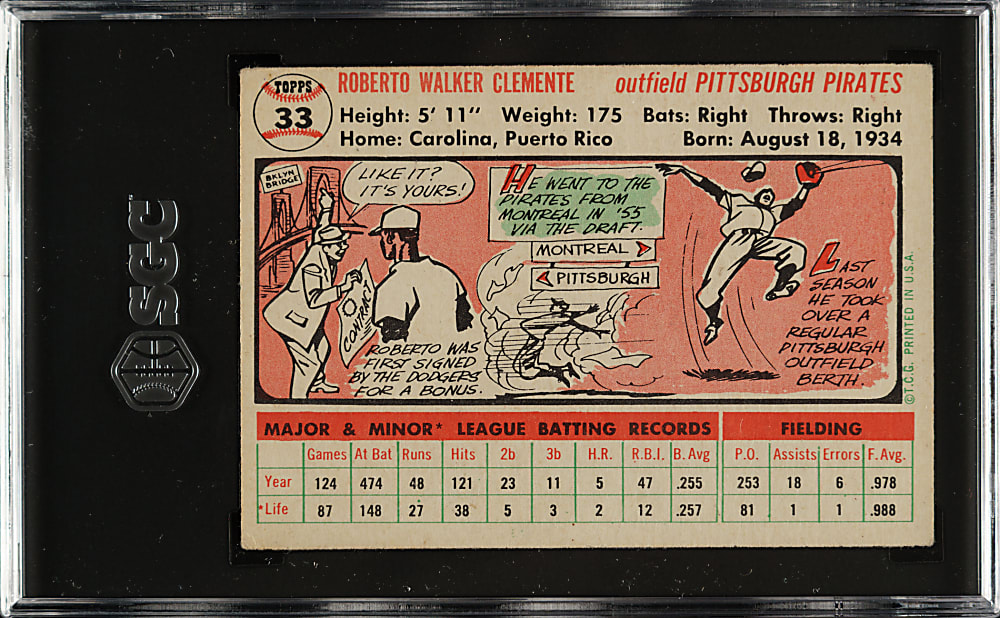 SGC
TOPPS
33
ROBERTO WALKER CLEMENTE outfield PITTSBURGH PIRATES
Height: 5' 11" Weight: 175 Bats: Right Throws: Right
Home: Carolina, Puerto Rico Born: August 18, 1934
BKLYN
BRIDGE
LIKE IT?
IT'S YOURS!
CONTRACT
ROBERTO WAS
FIRST SIGNED
BY THE DODGERS
FOR A BONUS.
HE WENT TO THE
PIRATES FROM
MONTREAL IN '55
VIA THE DRAFT.
MONTREAL
PITTSBURGH
LAST
SEASON
HE TOOK
OVER A
REGULAR
PITTSBURGH
OUTFIELD
BERTH.
©T.C.G. PRINTED IN U.S.A.
MAJOR & MINOR* LEAGUE BATTING RECORDS FIELDING
Games At Bat Runs Hits 2b 3b H.R. R.B.I. B. Avg P.O. Assists Errors F. Avg.
Year 124 474 48 121 23 11 5 47 .255 253 18 6 .978
*Life 87 148 27 38 5 3 2 12 .257 81 1 1 .988